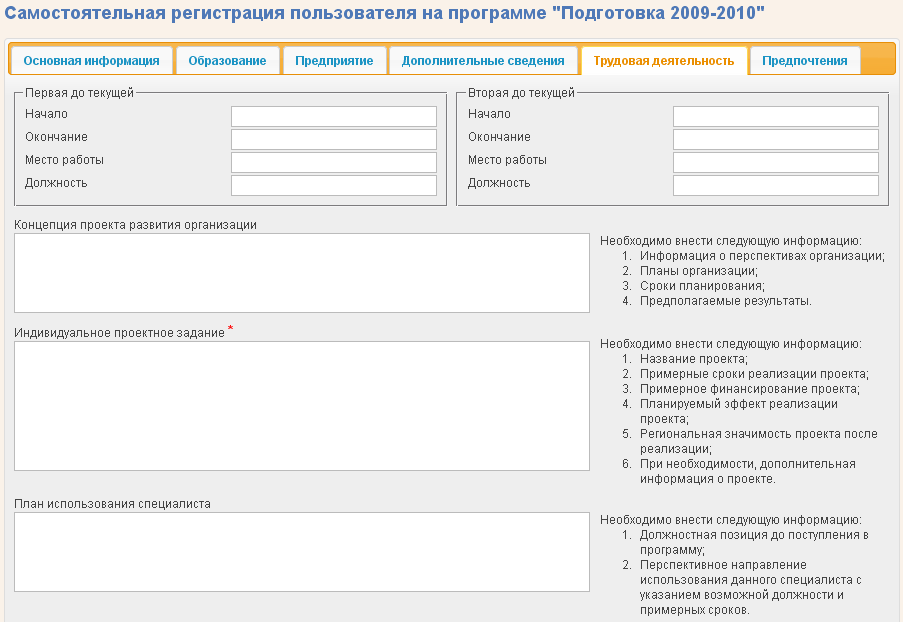 Самостоятельная регистрация пользователя на программе "Подготовка 2009-2010"
Основная информация
Образование
Предприятие
Дополнительные сведения
Трудовая деятельность
Предпочтения
Первая до текущей
Начало
Окончание
Место работы
Должность
Вторая до текущей
Начало
Окончание
Место работы
Должность
Концепция проекта развития организации
Необходимо внести следующую информацию:
1. Информация о перспективах организации;
2. Планы организации;
3. Сроки планирования;
4. Предполагаемые результаты.
Индивидуальное проектное задание *
Необходимо внести следующую информацию:
1. Название проекта;
2. Примерные сроки реализации проекта;
3. Примерное финансирование проекта;
4. Планируемый эффект реализации
проекта;
5. Региональная значимость проекта после
реализации;
6. При необходимости, дополнительная
информация о проекте.
План использования специалиста
Необходимо внести следующую информацию:
1. Должностная позиция до поступления в
программу;
2. Перспективное направление
использования данного специалиста с
указанием возможной должности и
примерных сроков.